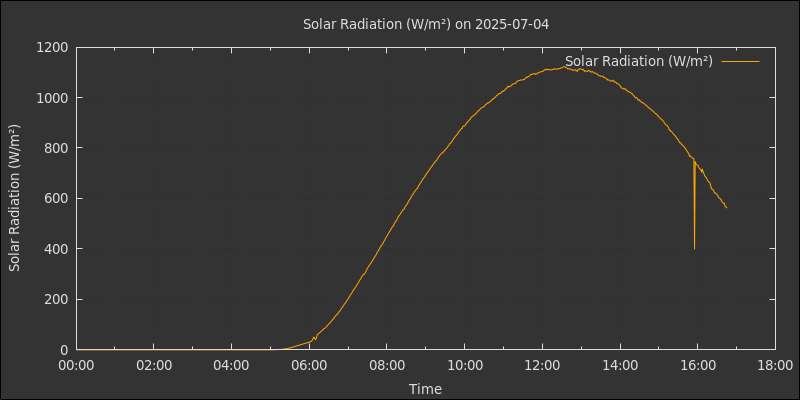 Solar Radiation (W/m²) on 2025-07-04
Solar Radiation (W/m²)
1200
1000
800
600
400
200
0
Solar Radiation (W/m²)
00:00 02:00 04:00 06:00 08:00 10:00 12:00 14:00 16:00 18:00
Time